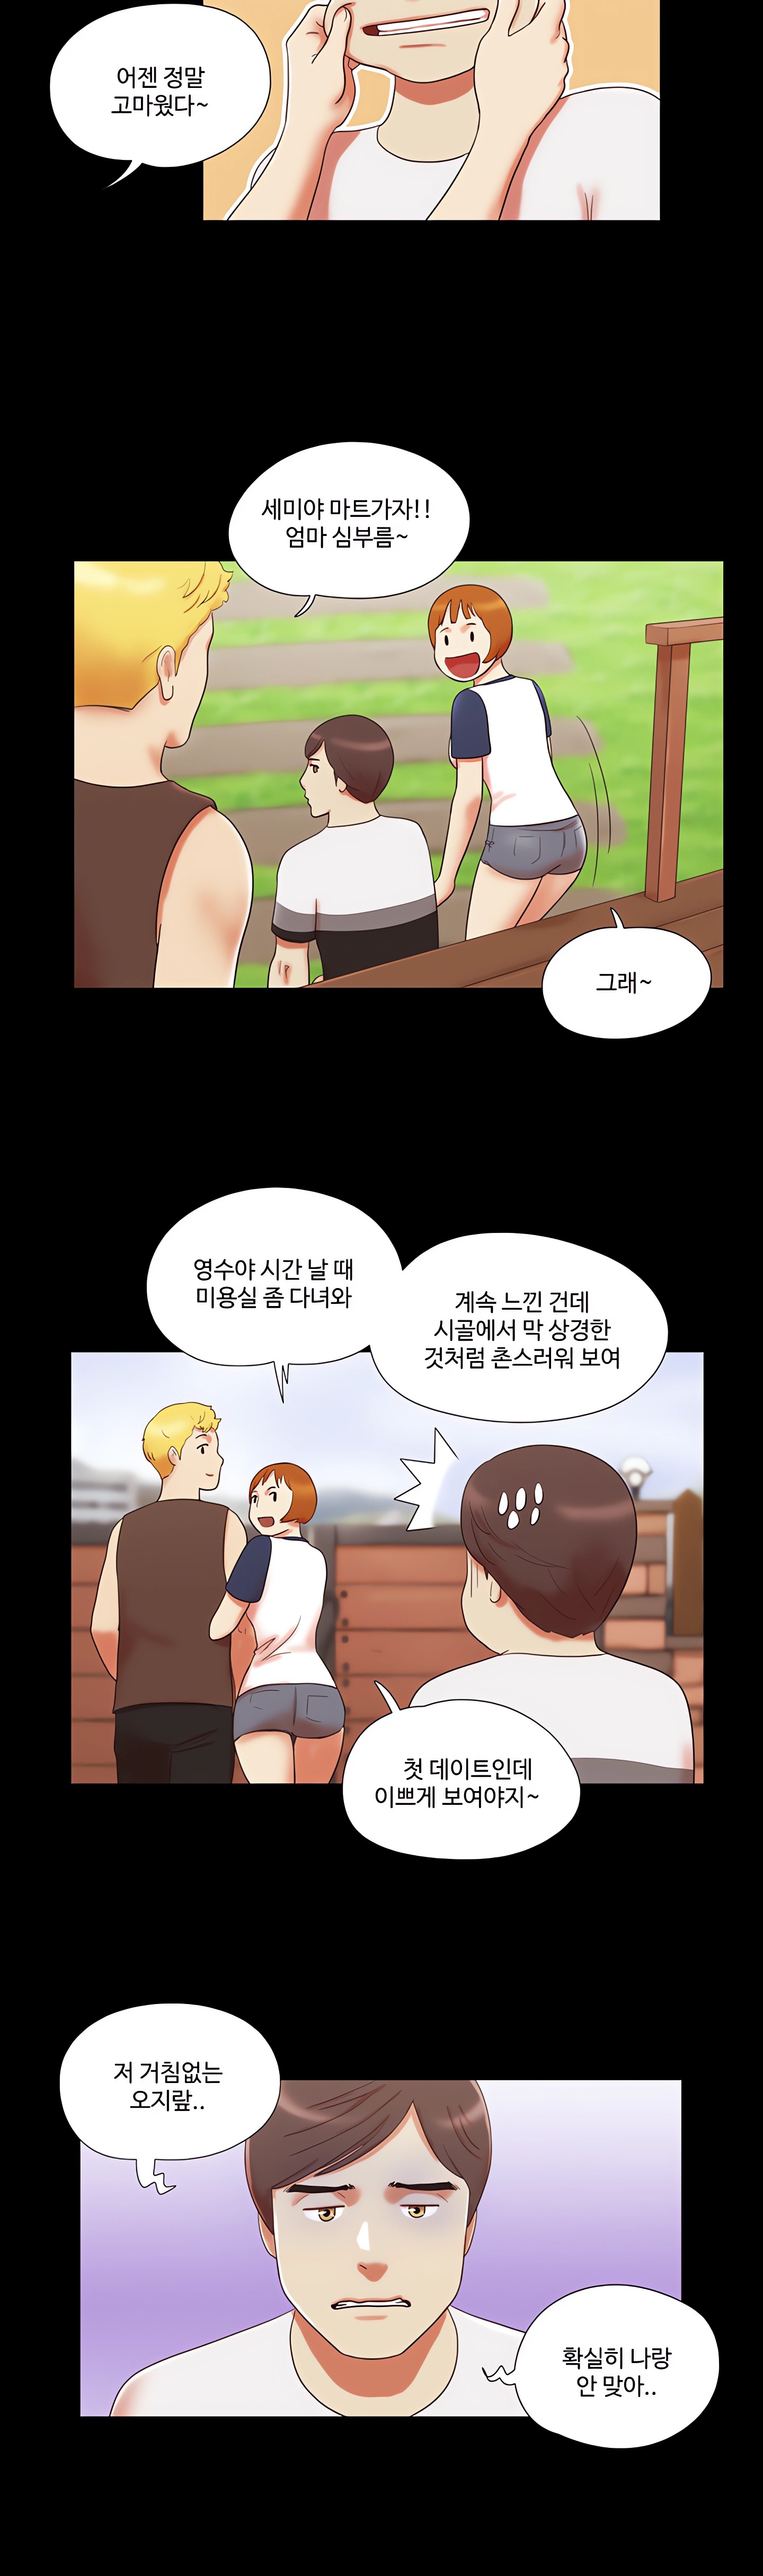 어젠 정말
고마웠다~
세미야 마트가자!!
엄마 심부름~
그래~
영수야 시간 날 때
미용실 좀 다녀와
계속 느낀 건데
시골에서 막 상경한
것처럼 촌스러워 보여
첫 데이트인데
이쁘게 보여야지~
저 거침없는
오지랖..
확실히 나랑
안 맞아..